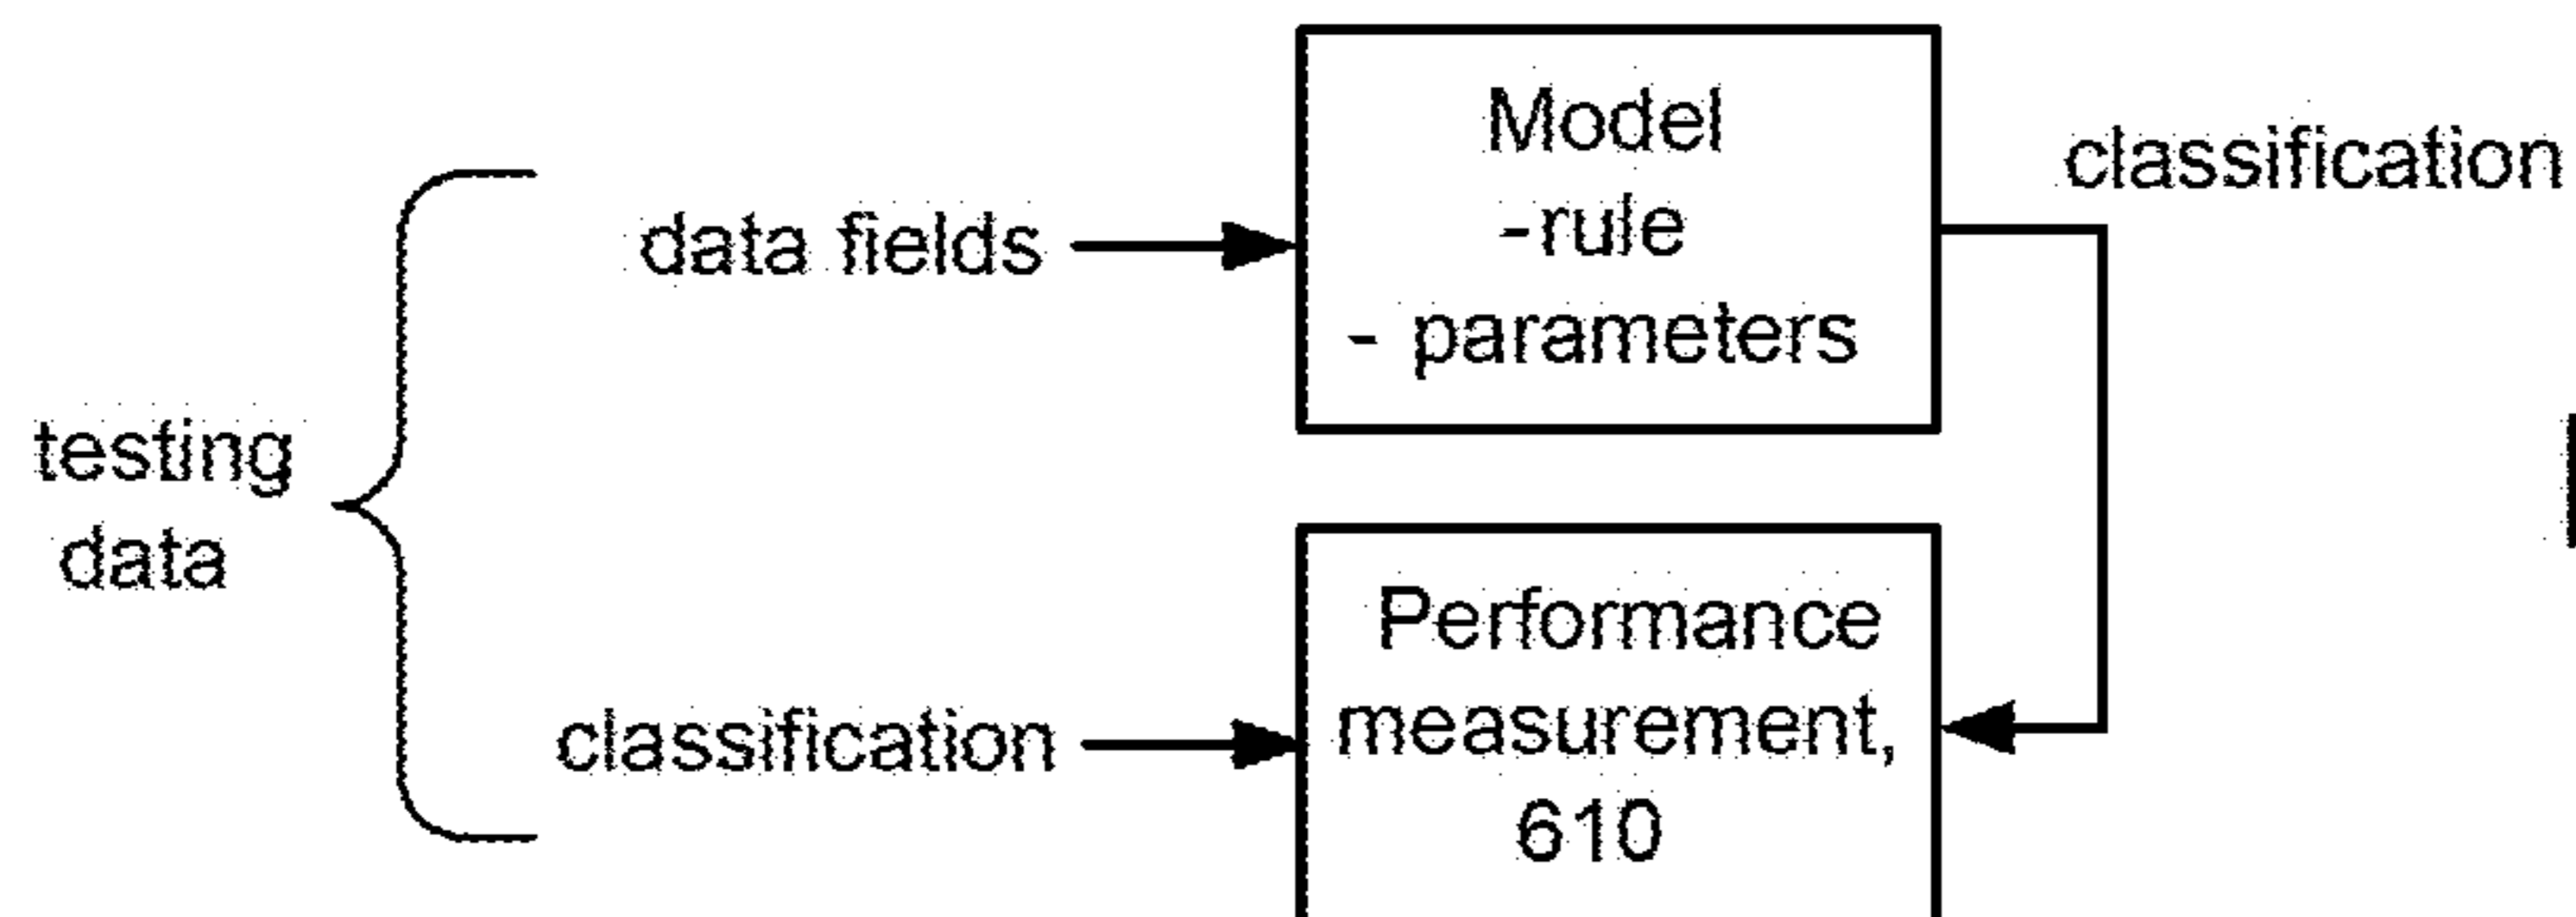 Model
-rule
- parameters
classification
data fields
testing
data
Performance
measurement,
610
classification